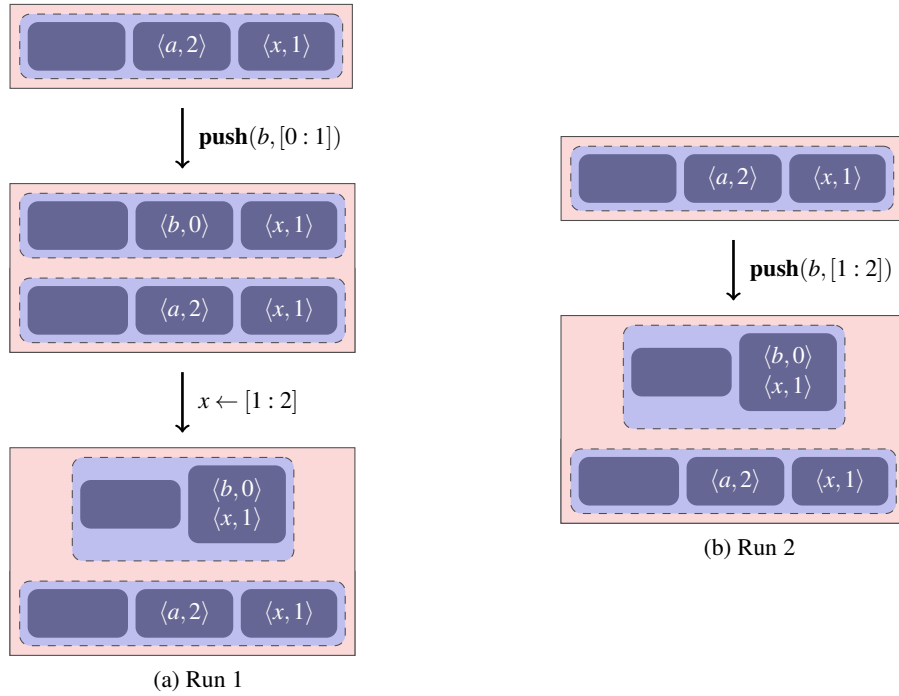 ⟨a,2⟩ ⟨x,1⟩
push(b,[0 : 1])
⟨b,0⟩ ⟨x,1⟩
⟨a,2⟩ ⟨x,1⟩
x ← [1 : 2]
⟨b,0⟩
⟨x,1⟩
⟨a,2⟩ ⟨x,1⟩
(a) Run 1
⟨a,2⟩ ⟨x,1⟩
push(b,[1 : 2])
⟨b,0⟩
⟨x,1⟩
⟨a,2⟩ ⟨x,1⟩
(b) Run 2